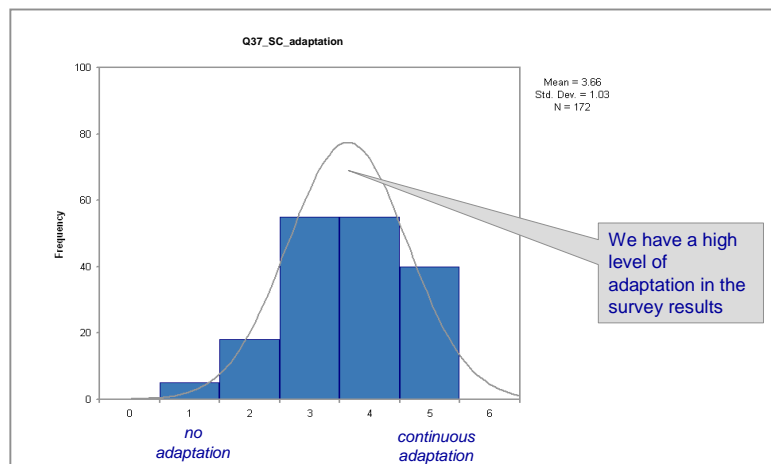 Q37_SC_adaptation
Mean = 3.66
Std. Dev. = 1.03
N = 172
100
80
60
40
20
0
Frequency
We have a high
level of
adaptation in the
survey results
0 1 2 3 4 5 6
no
adaptation
continuous
adaptation